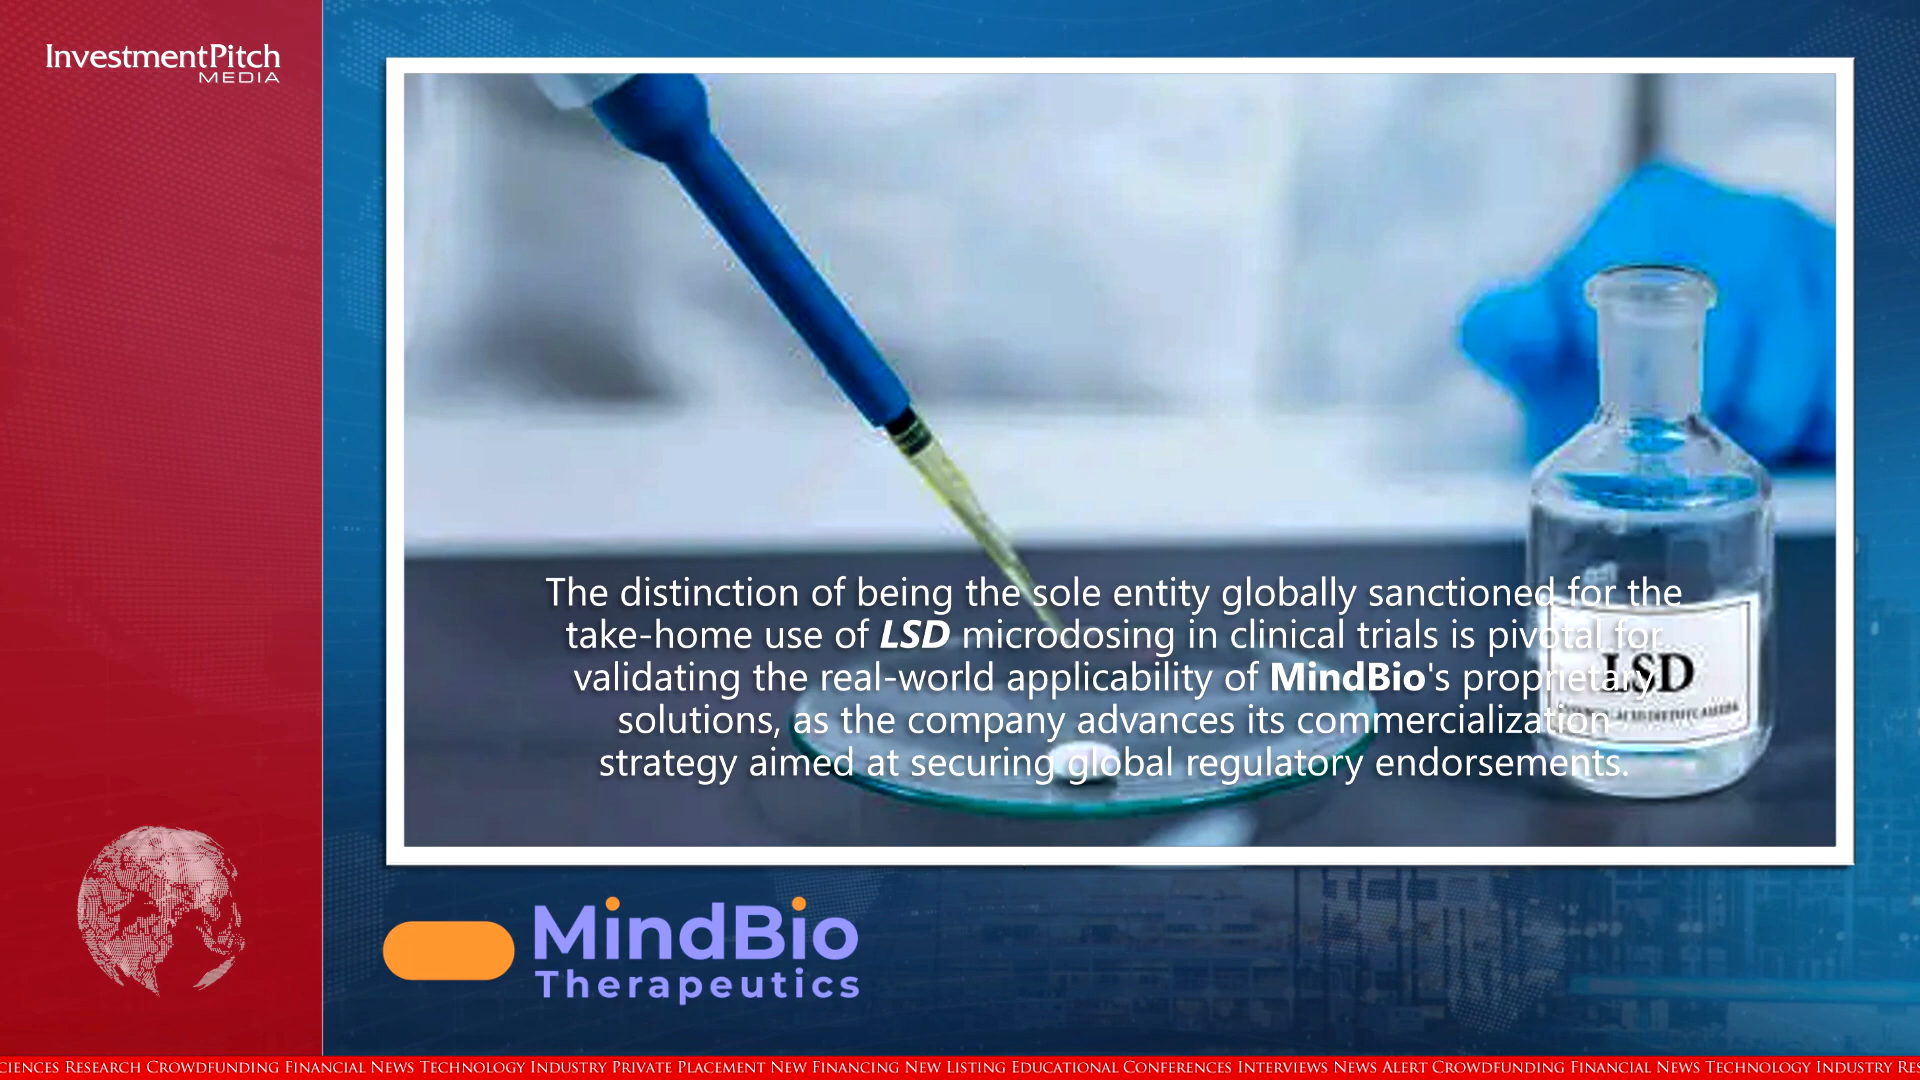 InvestmentPitch
MEDIA
The distinction of being the sole entity globally sanctioned for the
take-home use of LSD microdosing in clinical trials is pivotal for
validating the real-world applicability of MindBio's proprietary
solutions, as the company advances its commercialization
strategy aimed at securing global regulatory endorsements.
LSD
MindBio
Therapeutics
CIENCES RESEARCH CROWDFUNDING FINANCIAL NEWS TECHNOLOGY INDUSTRY PRIVATE PLACEMENT NEW FINANCING NEW LISTING EDUCATIONAL CONFERENCES INTERVIEWS NEWS ALERT CROWDFUNDING FINANCIAL NEWS TECHNOLOGY INDUSTRY RES